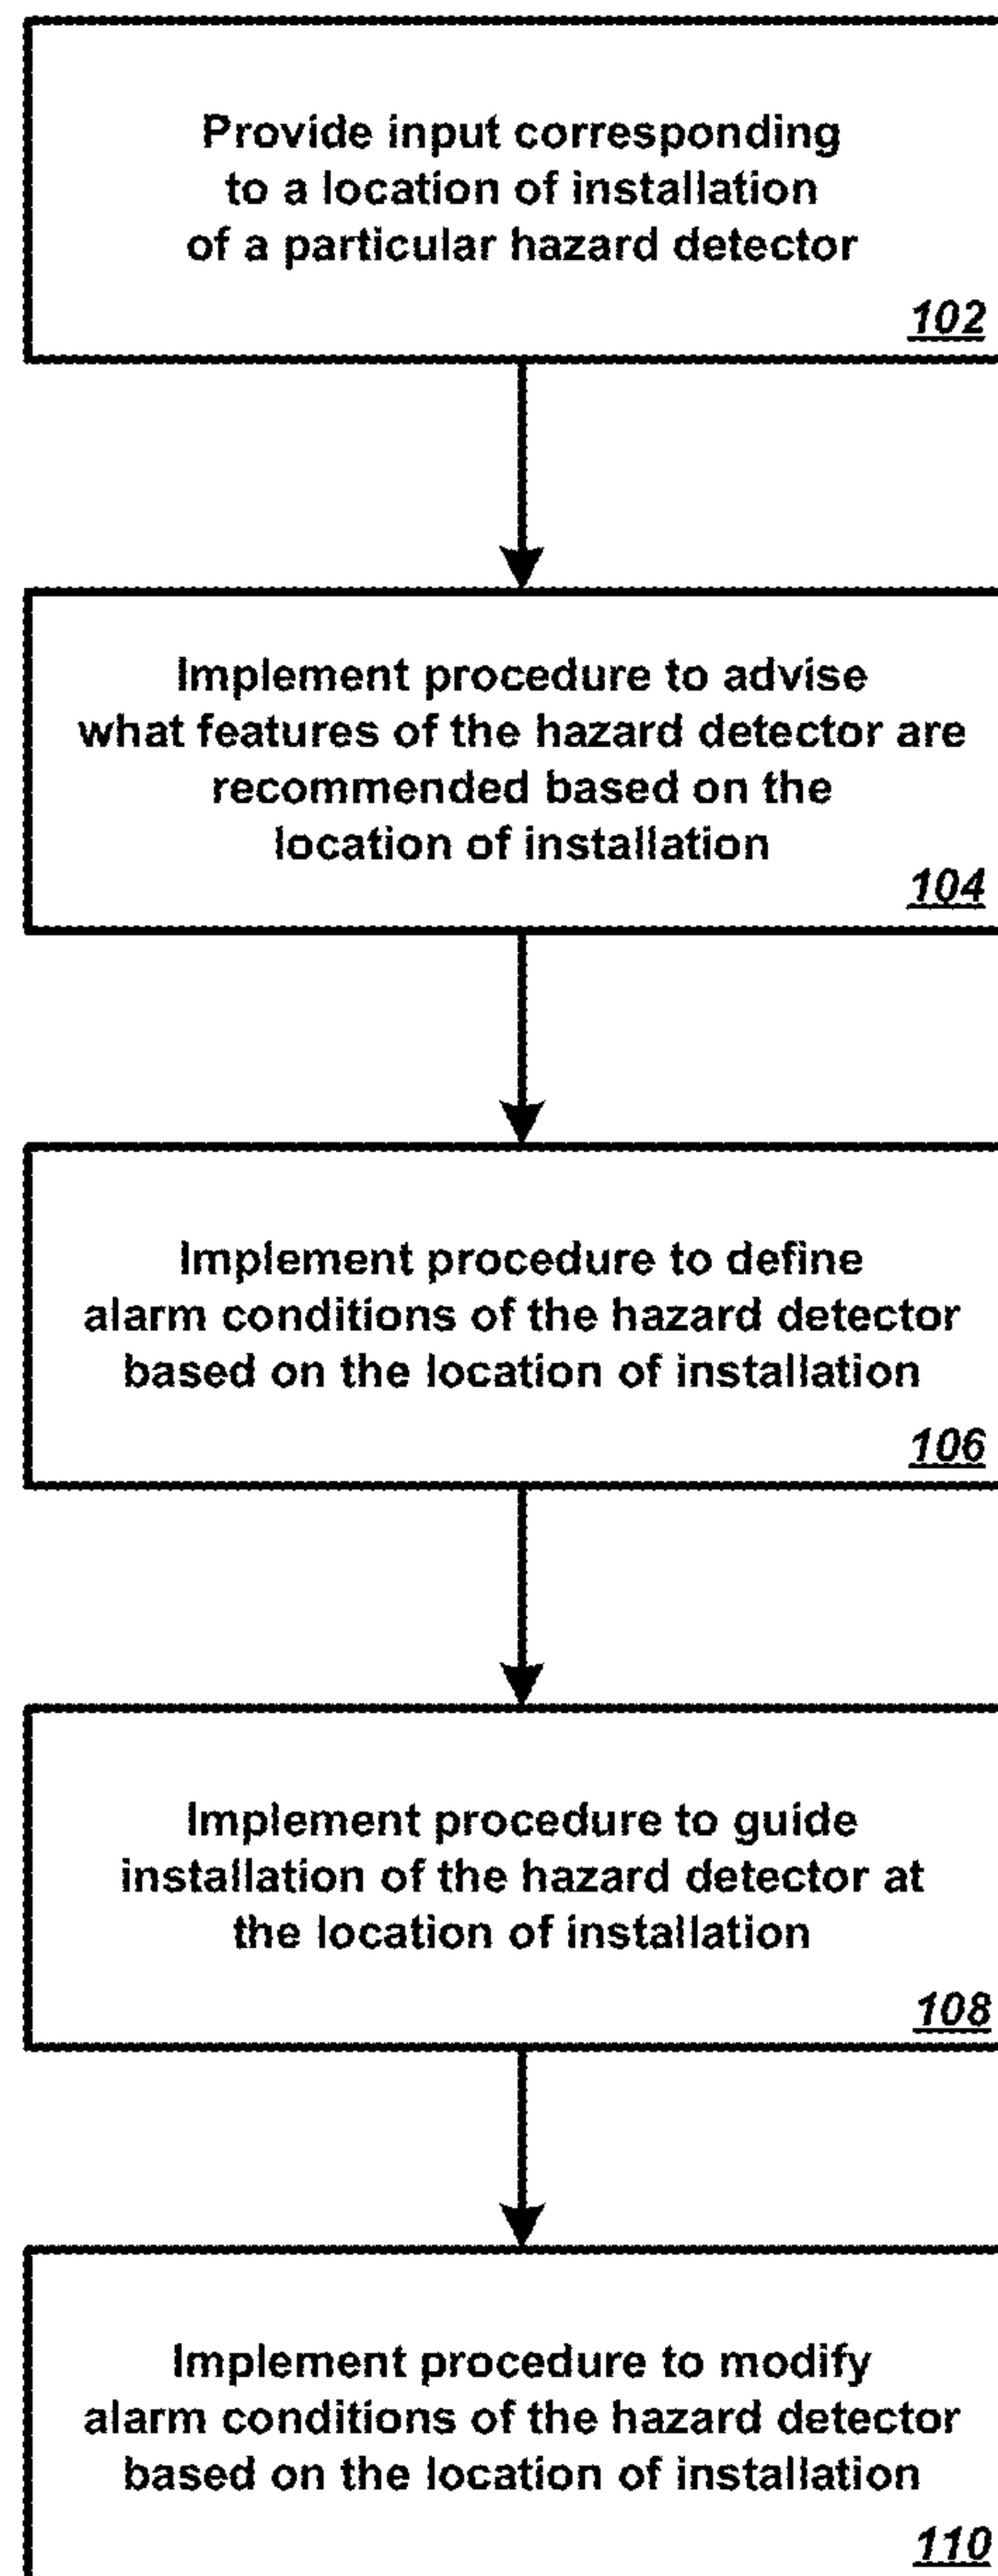 Provide input corresponding
to a location of installation
of a particular hazard detector
102
Implement procedure to advise
what features of the hazard detector are
recommended based on the
location of installation
104
Implement procedure to define
alarm conditions of the hazard detector
based on the location of installation
106
Implement procedure to guide
installation of the hazard detector at
the location of installation
108
Implement procedure to modify
alarm conditions of the hazard detector
based on the location of installation
110